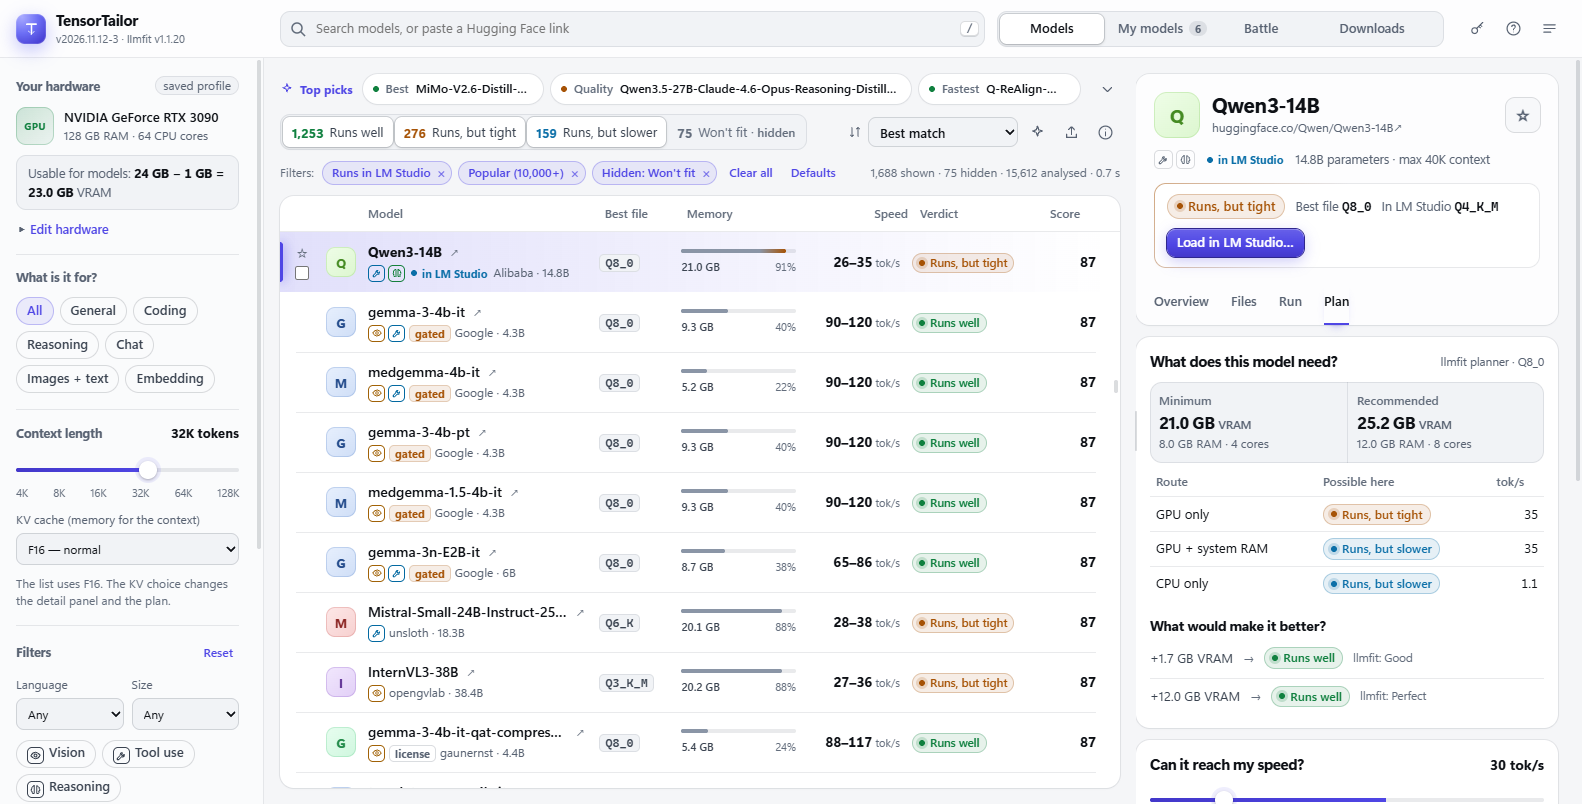 TensorTailor
v2026.11.12-3 · llmfit v1.1.20
Search models, or paste a Hugging Face link
/
Models
My models 6
Battle
Downloads
Your hardware
saved profile
GPU
NVIDIA GeForce RTX 3090
128 GB RAM · 64 CPU cores
Usable for models: 24 GB − 1 GB =
23.0 GB VRAM
Edit hardware
What is it for?
All
General
Coding
Reasoning
Chat
Images + text
Embedding
Context length
32K tokens
4K 8K 16K 32K 64K 128K
KV cache (memory for the context)
F16 — normal
The list uses F16. The KV choice changes
the detail panel and the plan.
Filters
Reset
Language
Size
Any
Any
Vision
Tool use
Reasoning
Top picks
Best MiMo-V2.6-Distill-...
Quality Qwen3.5-27B-Claude-4.6-Opus-Reasoning-Distill...
Fastest Q-ReAlign-...
1,253 Runs well
276 Runs, but tight
159 Runs, but slower
75 Won't fit · hidden
Best match
Filters:
Runs in LM Studio ×
Popular (10,000+) ×
Hidden: Won't fit ×
Clear all
Defaults
1,688 shown · 75 hidden · 15,612 analysed · 0.7 s
Model Best file Memory Speed Verdict Score
Q
Qwen3-14B ↗
in LM Studio Alibaba · 14.8B
Q8_0
21.0 GB 91%
26–35 tok/s
Runs, but tight
87
G
gemma-3-4b-it ↗
gated Google · 4.3B
Q8_0
9.3 GB 40%
90–120 tok/s
Runs well
87
M
medgemma-4b-it ↗
gated Google · 4.3B
Q8_0
5.2 GB 22%
90–120 tok/s
Runs well
87
G
gemma-3-4b-pt ↗
gated Google · 4.3B
Q8_0
9.3 GB 40%
90–120 tok/s
Runs well
87
M
medgemma-1.5-4b-it ↗
gated Google · 4.3B
Q8_0
9.3 GB 40%
90–120 tok/s
Runs well
87
G
gemma-3n-E2B-it ↗
gated Google · 6B
Q8_0
8.7 GB 38%
65–86 tok/s
Runs well
87
M
Mistral-Small-24B-Instruct-25... ↗
unsloth · 18.3B
Q6_K
20.1 GB 88%
28–38 tok/s
Runs, but tight
87
I
InternVL3-38B ↗
opengvlab · 38.4B
Q3_K_M
20.2 GB 88%
27–36 tok/s
Runs, but tight
87
G
gemma-3-4b-it-qat-compres... ↗
license gaunernst · 4.4B
Q8_0
5.4 GB 24%
88–117 tok/s
Runs well
87
Q
Qwen3-14B
huggingface.co/Qwen/Qwen3-14B↗
in LM Studio 14.8B parameters · max 40K context
Runs, but tight Best file Q8_0 In LM Studio Q4_K_M
Load in LM Studio...
Overview
Files
Run
Plan
What does this model need?
llmfit planner · Q8_0
Minimum
21.0 GB VRAM
8.0 GB RAM · 4 cores
Recommended
25.2 GB VRAM
12.0 GB RAM · 8 cores
Route Possible here tok/s
GPU only Runs, but tight 35
GPU + system RAM Runs, but slower 35
CPU only Runs, but slower 1.1
What would make it better?
+1.7 GB VRAM → Runs well llmfit: Good
+12.0 GB VRAM → Runs well llmfit: Perfect
Can it reach my speed?
30 tok/s